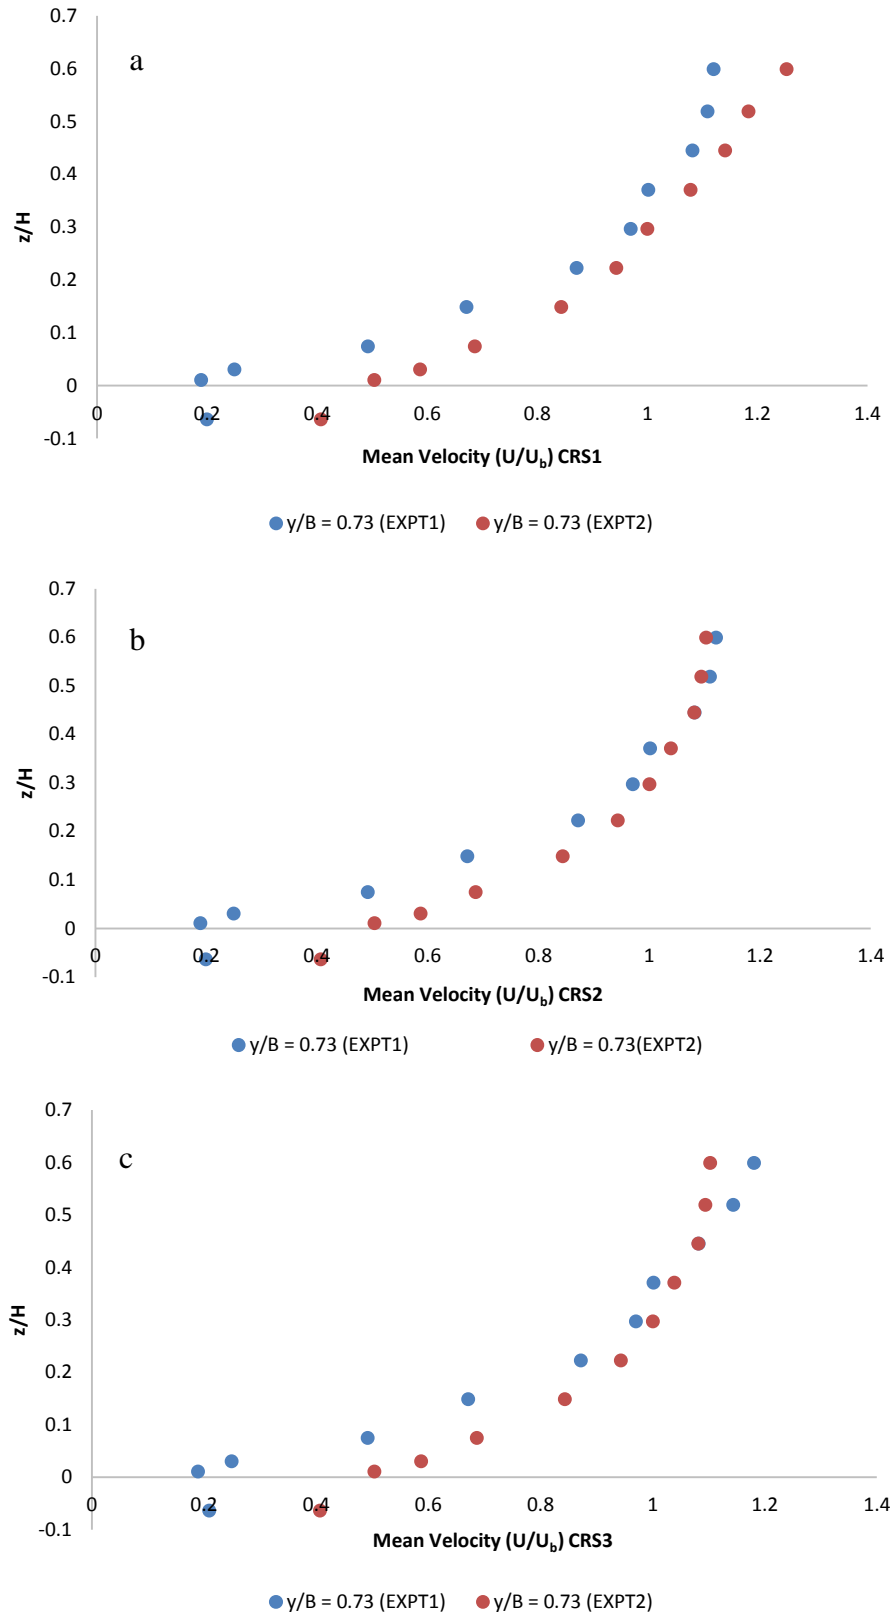 0.7
a
0.6
0.5
0.4
z/H
0.3
0.2
0.1
0
0 0.2 0.4 0.6 0.8 1 1.2 1.4
-0.1
Mean Velocity (U/Ub) CRS1
y/B = 0.73 (EXPT1) y/B = 0.73 (EXPT2)
0.7
b
0.6
0.5
0.4
z/H
0.3
0.2
0.1
0
0 0.2 0.4 0.6 0.8 1 1.2 1.4
-0.1
Mean Velocity (U/Ub) CRS2
y/B = 0.73 (EXPT1) y/B = 0.73(EXPT2)
0.7
c
0.6
0.5
0.4
z/H
0.3
0.2
0.1
0
0 0.2 0.4 0.6 0.8 1 1.2 1.4
-0.1
Mean Velocity (U/Ub) CRS3
y/B = 0.73 (EXPT1) y/B = 0.73 (EXPT2)